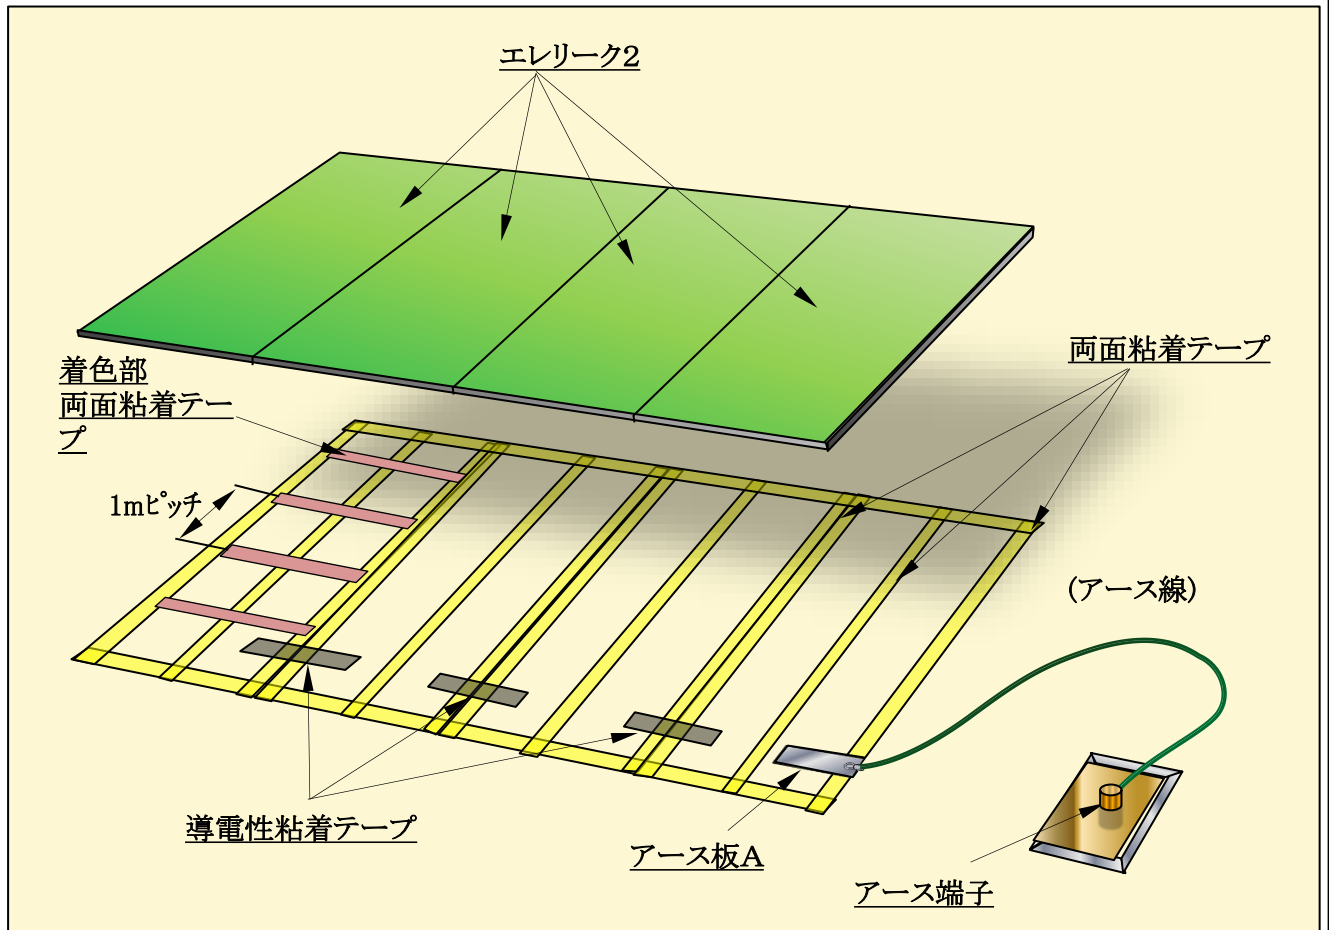 エレリーク2
両面粘着テープ
着色部
両面粘着テー
プ
1mピッチ
(アース線)
導電性粘着テープ
アース板A
アース端子